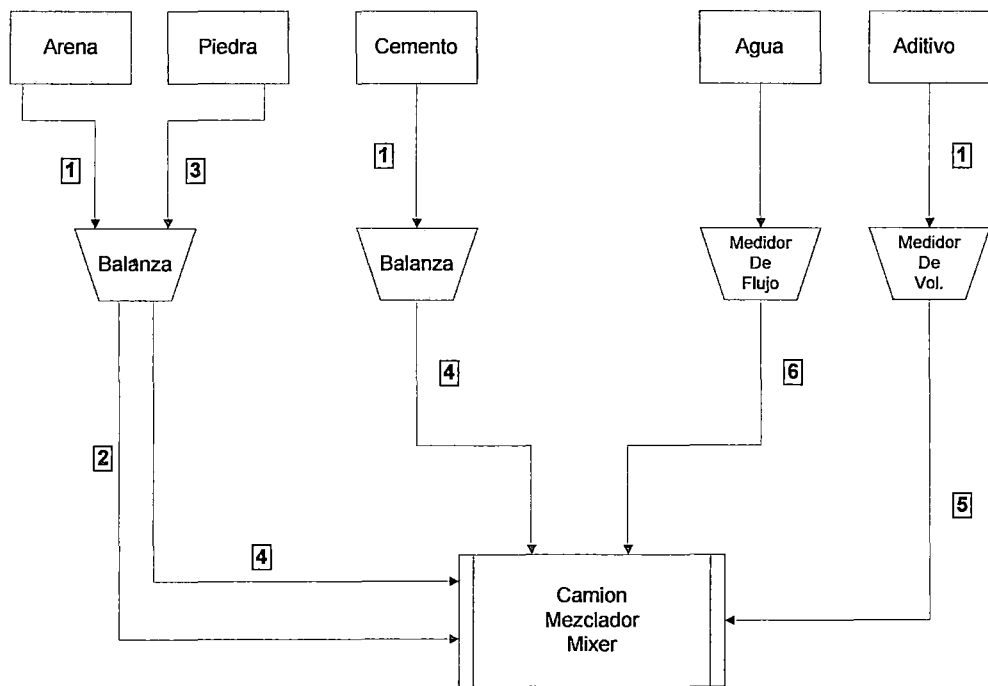 Arena
Piedra
Cemento
Agua
Aditivo
1
3
1
1
Balanza
Balanza
Medidor
De
Flujo
Medidor
De
Vol.
4
6
2
5
4
Camion
Mezclador
Mixer